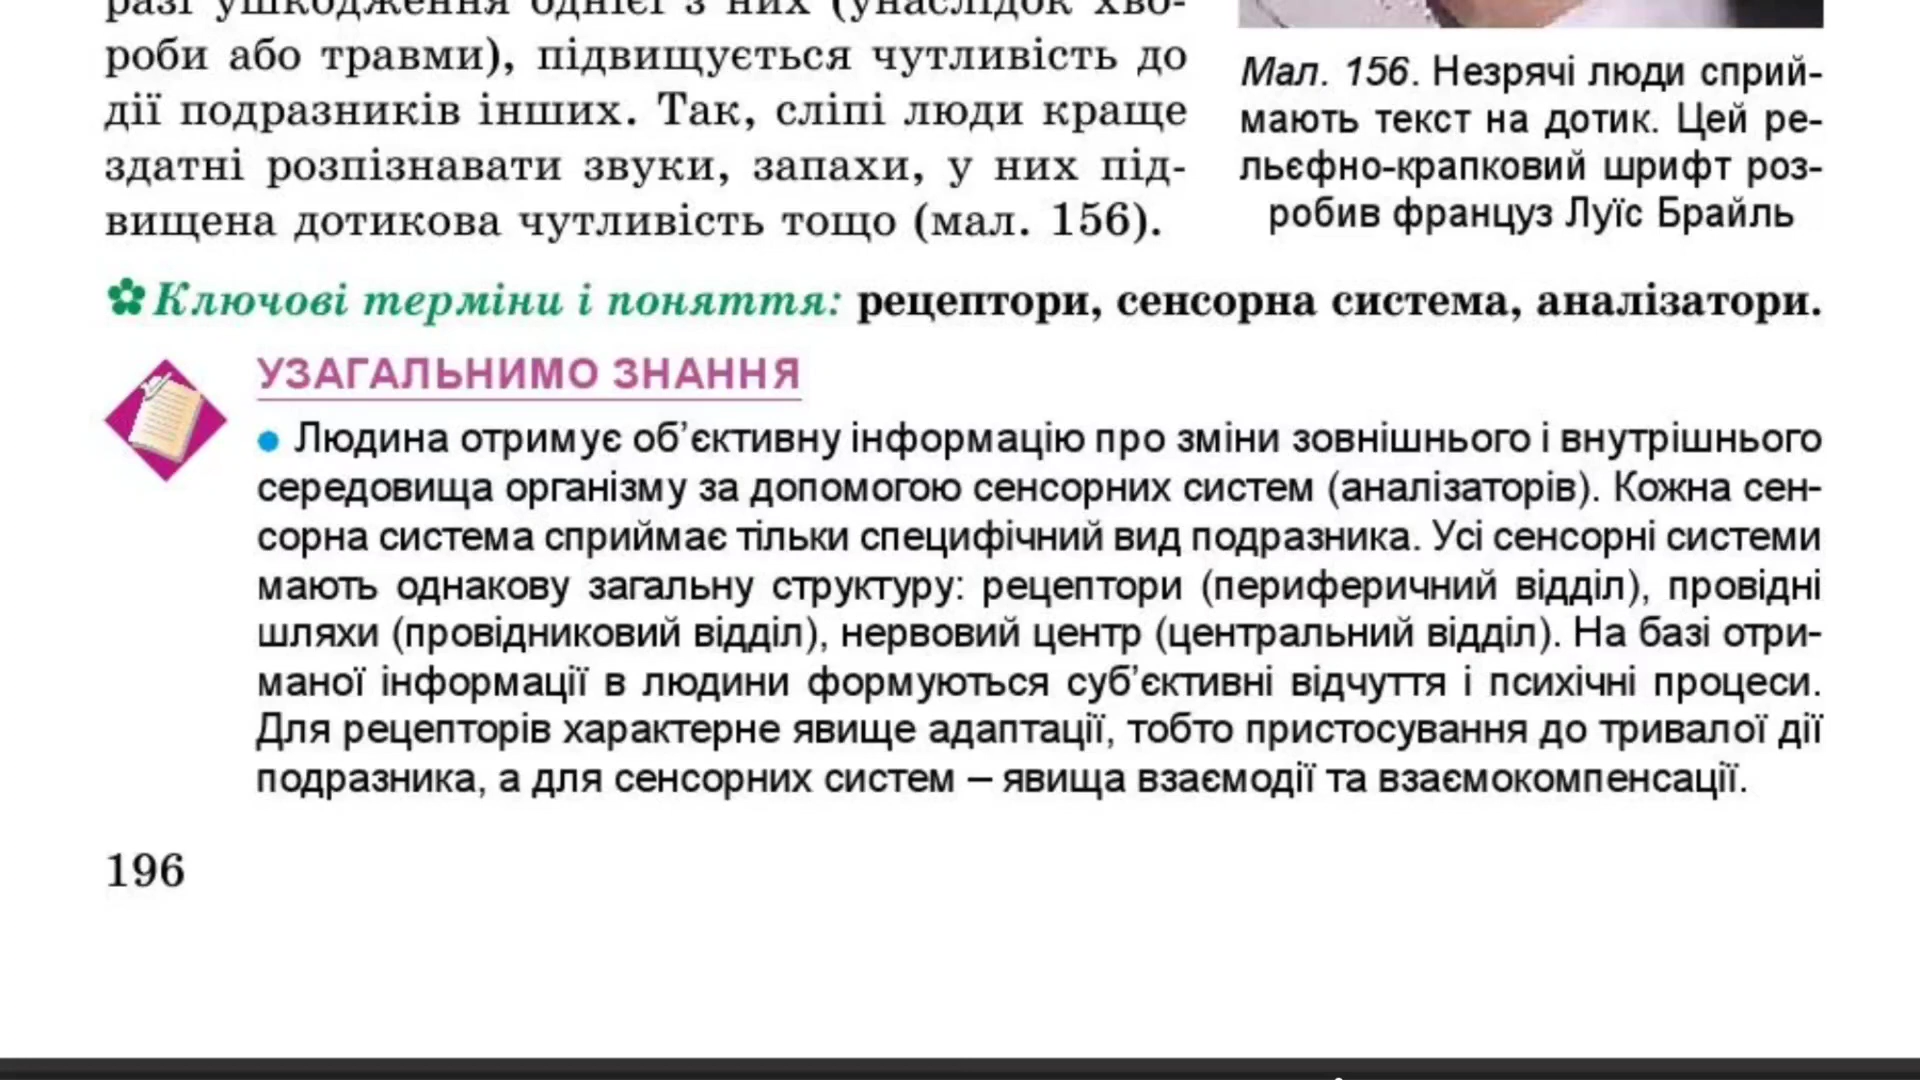 разі ушкодження однієї з них (унаслідок хво-
роби або травми), підвищується чутливість до
дії подразників інших. Так, сліпі люди краще
здатні розпізнавати звуки, запахи, у них під-
вищена дотикова чутливість тощо (мал. 156).
Мал. 156. Незрячі люди сприй-
мають текст на дотик. Цей ре-
льєфно-крапковий шрифт роз-
робив француз Луїс Брайль
Ключові терміни і поняття: рецептори, сенсорна система, аналізатори.
УЗАГАЛЬНИМО ЗНАННЯ
• Людина отримує об’єктивну інформацію про зміни зовнішнього і внутрішнього
середовища організму за допомогою сенсорних систем (аналізаторів). Кожна сен-
сорна система сприймає тільки специфічний вид подразника. Усі сенсорні системи
мають однакову загальну структуру: рецептори (периферичний відділ), провідні
шляхи (провідниковий відділ), нервовий центр (центральний відділ). На базі отри-
маної інформації в людини формуються суб’єктивні відчуття і психічні процеси.
Для рецепторів характерне явище адаптації, тобто пристосування до тривалої дії
подразника, а для сенсорних систем – явища взаємодії та взаємокомпенсації.
196